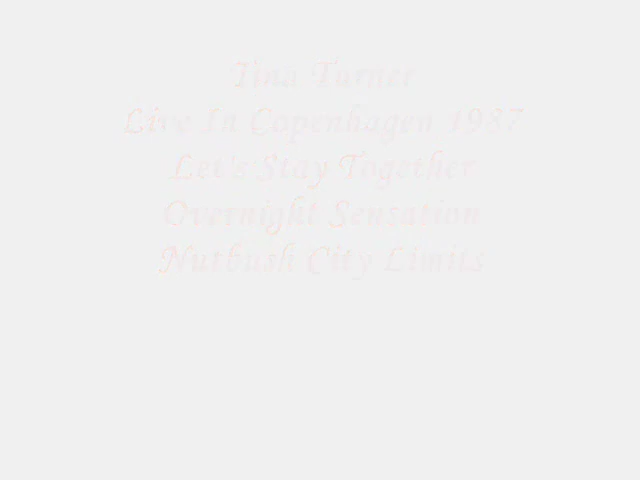 Tina Turner
Live In Copenhagen 1987
Let's Stay Together
Overnight Sensation
Nutbush City Limits